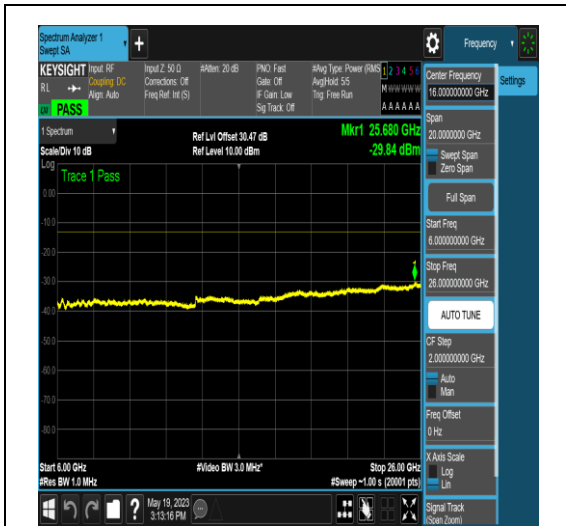 Spectrum Analyzer 1
Swept SA
Frequency
KEYSIGHT
RL
PASS
Input: RF
Coupling: DC
Align: Auto
Input Z: 50 Ω
Corrections: Off
Freq Ref: Int (S)
#Atten: 20 dB
PNO: Fast
Gate: Off
IF Gain: Low
Sig Track: Off
#Avg Type: Power (RMS
Avg|Hold: 5/5
Trig: Free Run
1 2 3 4 5 6
M W W W W W
A A A A A A
1 Spectrum
Scale/Div 10 dB
Ref Lvl Offset 30.47 dB
Ref Level 10.00 dBm
Mkr1 25.680 GHz
-29.84 dBm
Log
Trace 1 Pass
0.00
-10.0
-20.0
-30.0
-40.0
-50.0
-60.0
-70.0
-80.0
Start 6.00 GHz
#Res BW 1.0 MHz
#Video BW 3.0 MHz*
Stop 26.00 GHz
#Sweep ~1.00 s (20001 pts)
May 19, 2023
3:13:16 PM
Center Frequency
16.000000000 GHz
Settings
Span
20.0000000 GHz
Swept Span
Zero Span
Full Span
Start Freq
6.000000000 GHz
Stop Freq
26.000000000 GHz
AUTO TUNE
CF Step
2.000000000 GHz
Auto
Man
Freq Offset
0 Hz
X Axis Scale
Log
Lin
Signal Track
(Span Zoom)